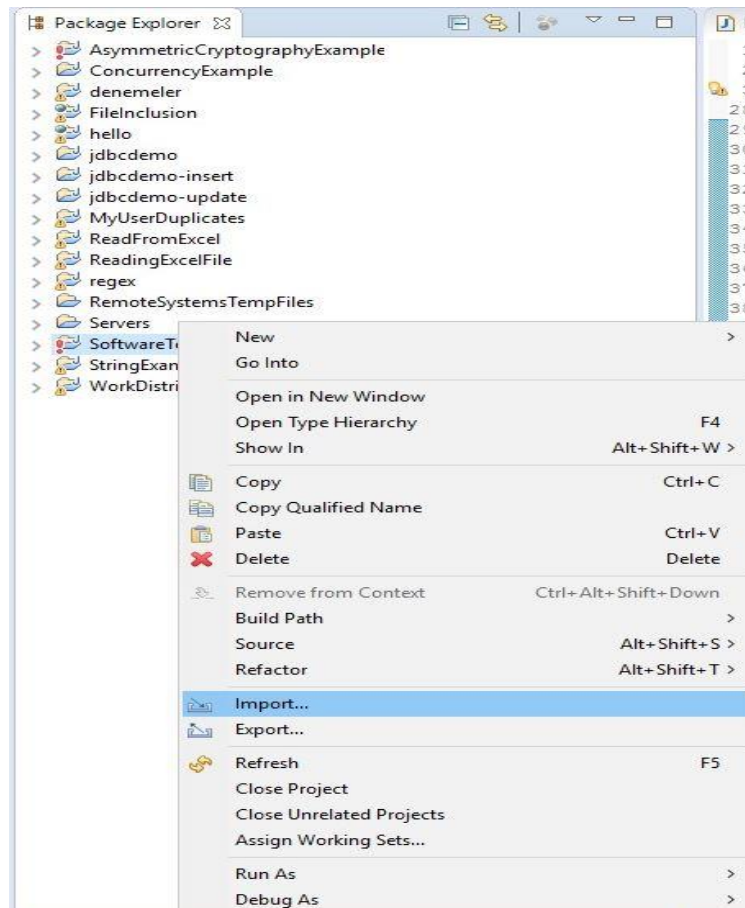 Package Explorer
AsymmetricCryptographyExample
ConcurrencyExample
denemeler
FileInclusion
hello
jdbcdemo
jdbcdemo-insert
jdbcdemo-update
MyUserDuplicates
ReadFromExcel
ReadingExcelFile
regex
RemoteSystemsTempFiles
Servers
SoftwareTe
StringExan
WorkDistri
New
Go Into
Open in New Window
Open Type Hierarchy F4
Show In Alt+Shift+W
Copy Ctrl+C
Copy Qualified Name
Paste Ctrl+V
Delete Delete
Remove from Context Ctrl+Alt+Shift+Down
Build Path
Source Alt+Shift+S
Refactor Alt+Shift+T
Import...
Export...
Refresh F5
Close Project
Close Unrelated Projects
Assign Working Sets...
Run As
Debug As